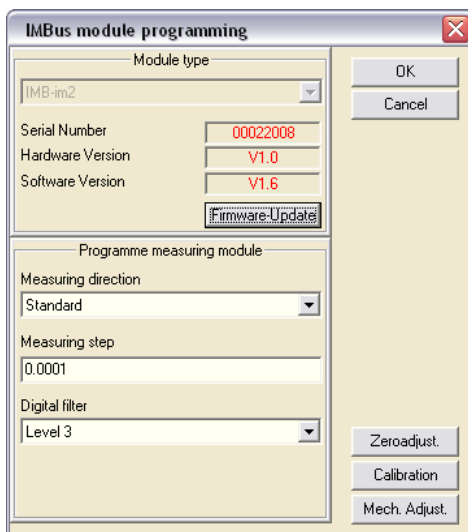 IMBus module programming
Module type
OK
IMB-im2
Cancel
Serial Number 00022008
Hardware Version V1.0
Software Version V1.6
Firmware-Update
Programme measuring module
Measuring direction
Standard
Measuring step
0.0001
Digital filter
Level 3
Zeroadjust.
Calibration
Mech. Adjust.